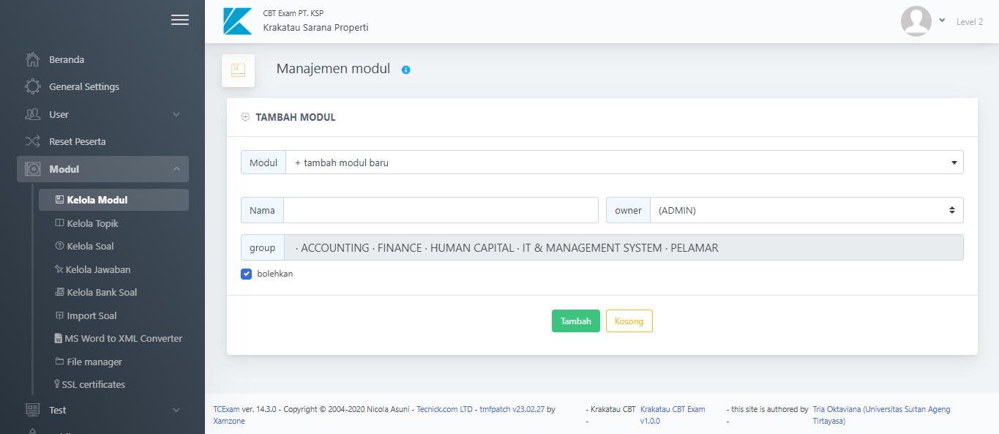 CBT Exam PT. KSP
Krakatau Sarana Properti
Level 2
Beranda
General Settings
User
Reset Peserta
Modul
Kelola Modul
Kelola Topik
Kelola Soal
Kelola Jawaban
Kelola Bank Soal
Import Soal
MS Word to XML Converter
File manager
SSL certificates
Test
Manajemen modul
TAMBAH MODUL
Modul + tambah modul baru
Nama owner (ADMIN)
group · ACCOUNTING · FINANCE · HUMAN CAPITAL · IT & MANAGEMENT SYSTEM · PELAMAR
bolehkan
Tambah Kosong
TCExam ver. 14.3.0 - Copyright © 2004-2020 Nicola Asuni - Tecnick.com LTD - tmfpatch v23.02.27 by
Xamzone
- Krakatau CBT Krakatau CBT Exam
- v1.0.0
- this site is authored by Tria Oktaviana (Universitas Sultan Ageng
- Tirtayasa)